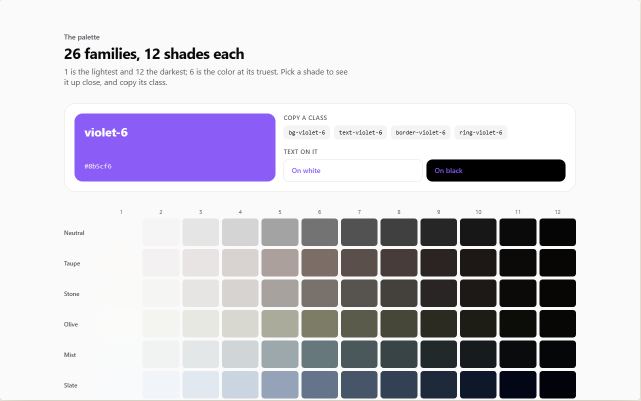 The palette
26 families, 12 shades each
1 is the lightest and 12 the darkest; 6 is the color at its truest. Pick a shade to see
it up close, and copy its class.
violet-6
#8b5cf6
COPY A CLASS
bg-violet-6 text-violet-6 border-violet-6 ring-violet-6
TEXT ON IT
On white On black
1 2 3 4 5 6 7 8 9 10 11 12
Neutral
Taupe
Stone
Olive
Mist
Slate